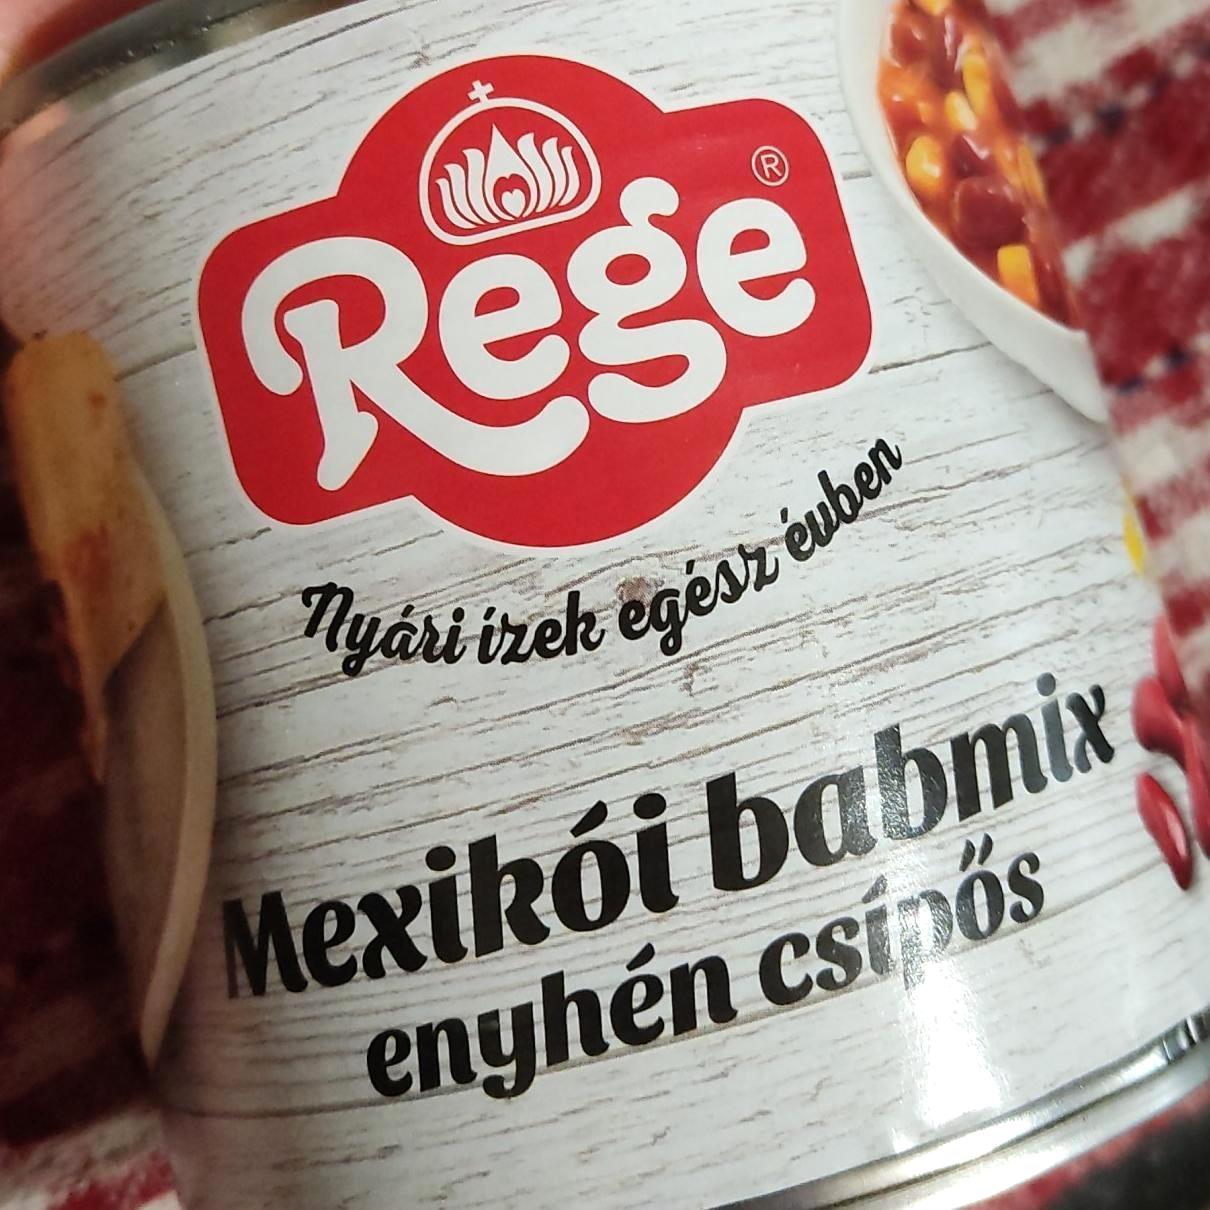 Rege ®
Nyári ízek egész évben
Mexikói babmix
enyhén csípős